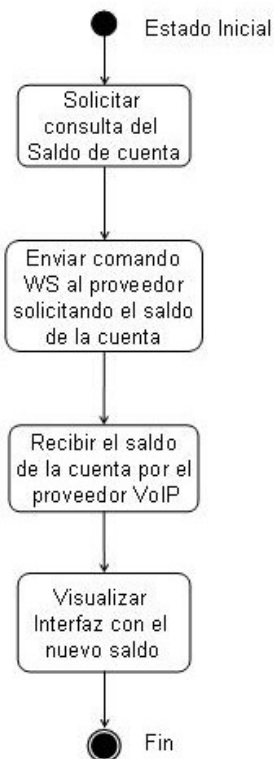 Estado Inicial
Solicitar
consulta del
Saldo de cuenta
Enviar comando
WS al proveedor
solicitando el saldo
de la cuenta
Recibir el saldo
de la cuenta por el
proveedor VoIP
Visualizar
Interfaz con el
nuevo saldo
Fin